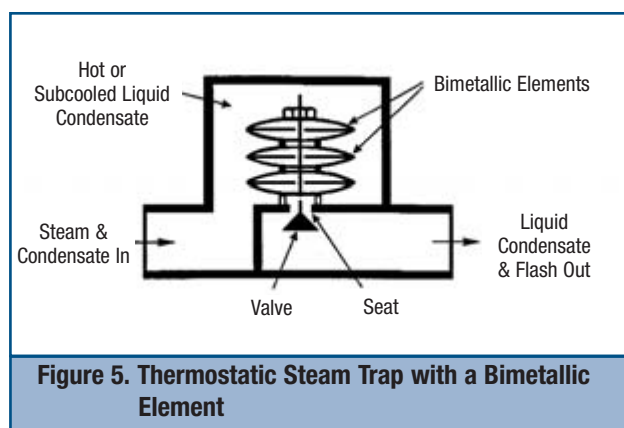 Hot or
Subcooled Liquid
Condensate
Bimetallic Elements
Steam &
Condensate In
Liquid
Condensate
& Flash Out
Valve
Seat
Figure 5. Thermostatic Steam Trap with a Bimetallic
Element